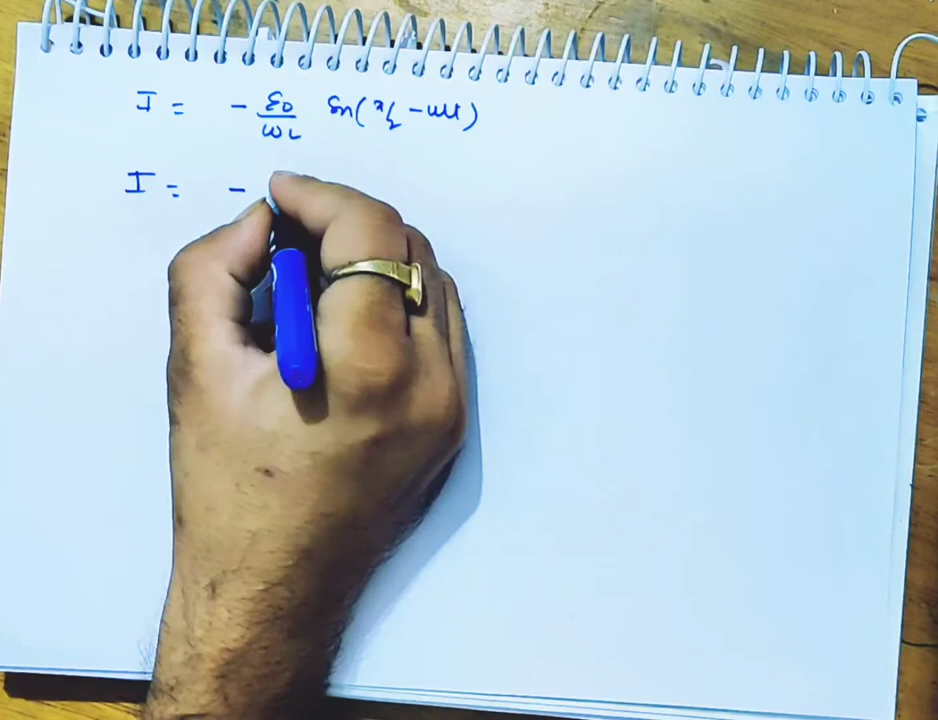 I = - ε0/ωL Sin(π/2 - ωt)
I = -